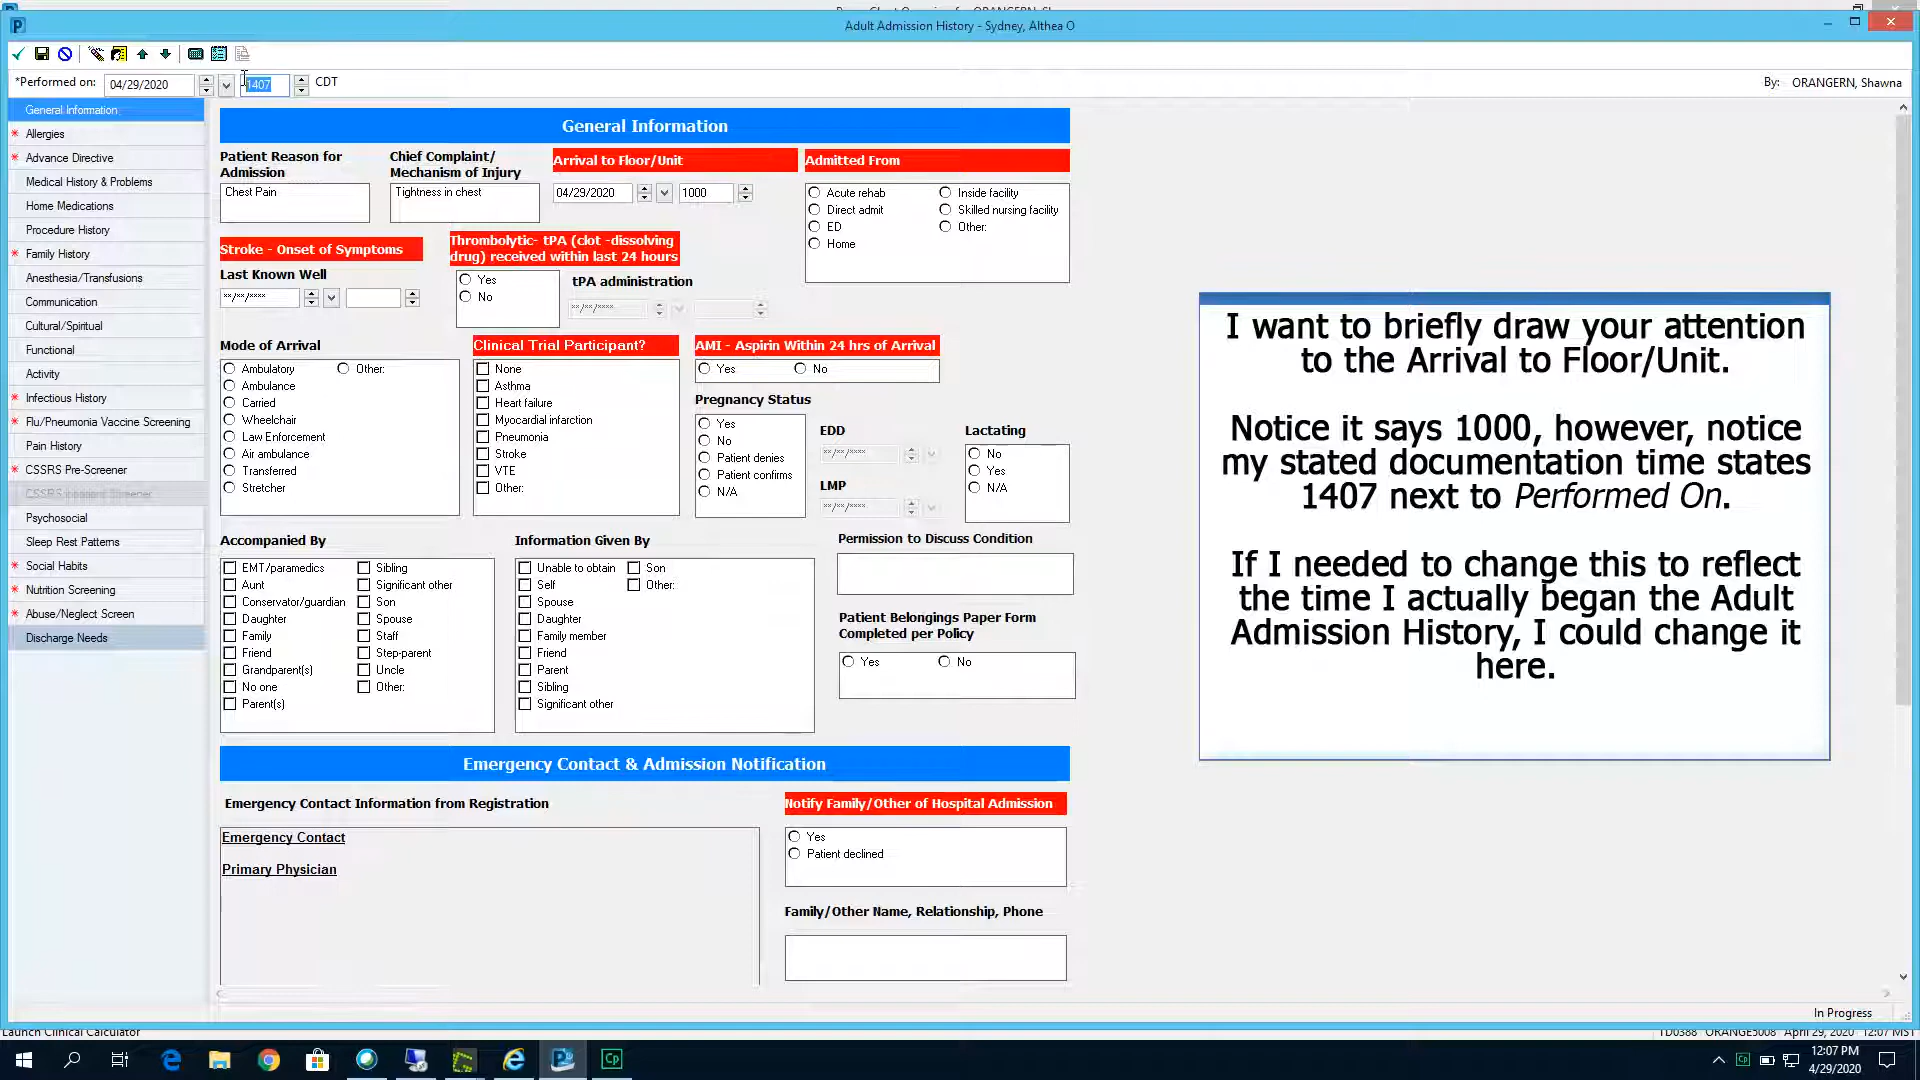 Adult Admission History - Sydney, Althea O
*Performed on: 04/29/2020 1407 CDT By: ORANGERN, Shawna
General Information
Allergies
Advance Directive
Medical History & Problems
Home Medications
Procedure History
Family History
Anesthesia/Transfusions
Communication
Cultural/Spiritual
Functional
Activity
Infectious History
Flu/Pneumonia Vaccine Screening
Pain History
CSSRS Pre-Screener
Psychosocial
Sleep Rest Patterns
Social Habits
Nutrition Screening
Abuse/Neglect Screen
Discharge Needs
General Information
Patient Reason for
Admission
Chest Pain
Chief Complaint/
Mechanism of Injury
Tightness in chest
Arrival to Floor/Unit
04/29/2020 1000
Admitted From
Acute rehab Inside facility
Direct admit Skilled nursing facility
ED Other:
Home
Stroke - Onset of Symptoms
Last Known Well
**/**/****
Thrombolytic- tPA (clot -dissolving
drug) received within last 24 hours
Yes
No
tPA administration
**/**/****
Mode of Arrival
Ambulatory Other:
Ambulance
Carried
Wheelchair
Law Enforcement
Air ambulance
Transferred
Stretcher
Clinical Trial Participant?
None
Asthma
Heart failure
Myocardial infarction
Pneumonia
Stroke
VTE
Other:
AMI - Aspirin Within 24 hrs of Arrival
Yes No
Pregnancy Status
Yes
No
Patient denies
Patient confirms
N/A
EDD
**/**/****
LMP
**/**/****
Lactating
No
Yes
N/A
Accompanied By
EMT/paramedics Sibling
Aunt Significant other
Conservator/guardian Son
Daughter Spouse
Family Staff
Friend Step-parent
Grandparent(s) Uncle
No one Other:
Parent(s)
Information Given By
Unable to obtain Son
Self Other:
Spouse
Daughter
Family member
Friend
Parent
Sibling
Significant other
Permission to Discuss Condition
Patient Belongings Paper Form
Completed per Policy
Yes No
Emergency Contact & Admission Notification
Emergency Contact Information from Registration
Emergency Contact
Primary Physician
Notify Family/Other of Hospital Admission
Yes
Patient declined
Family/Other Name, Relationship, Phone
I want to briefly draw your attention
to the Arrival to Floor/Unit.
Notice it says 1000, however, notice
my stated documentation time states
1407 next to Performed On.
If I needed to change this to reflect
the time I actually began the Adult
Admission History, I could change it
here.
In Progress
Launch Clinical Calculator
TD0388 ORANGE5008 April 29, 2020 12:07 MST
12:07 PM
4/29/2020